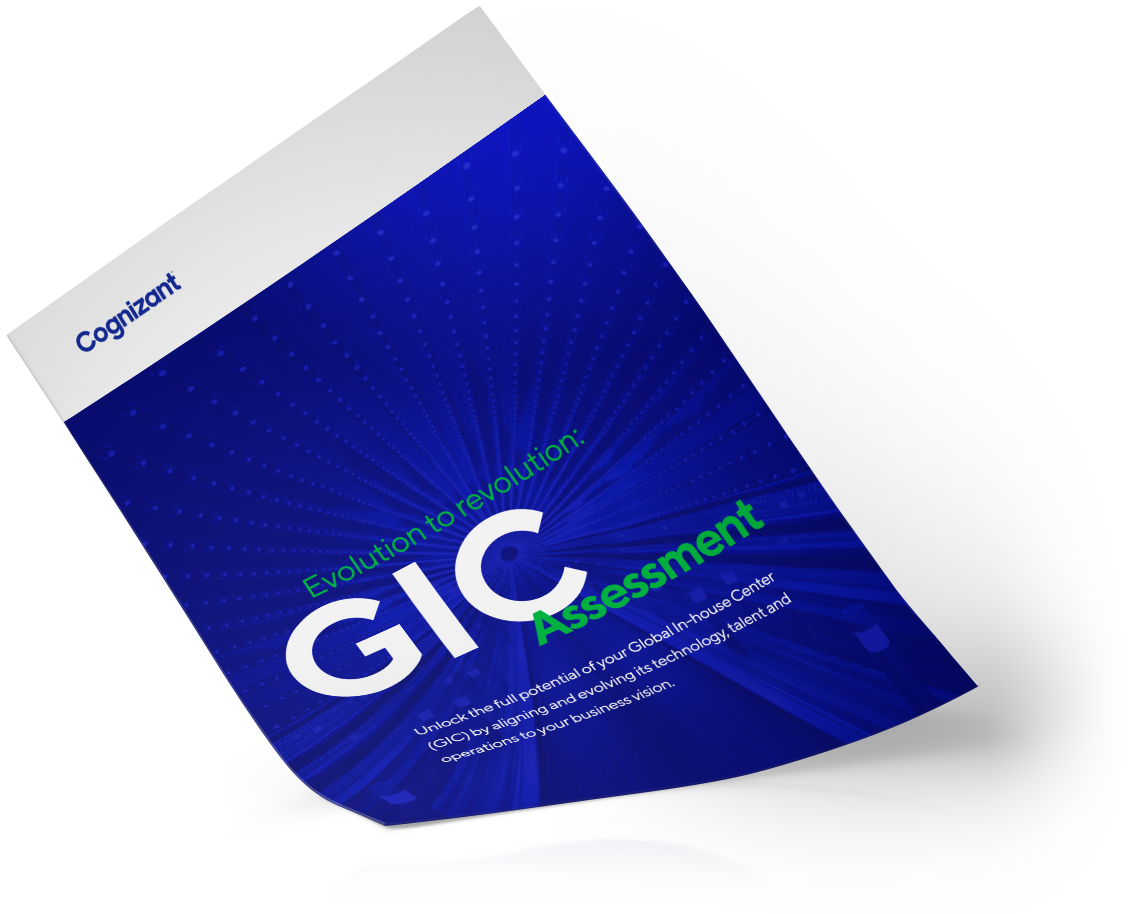 Cognizant
Evolution to revolution:
GIC
Assessment
Unlock the full potential of your Global In-house Center
(GIC) by aligning and evolving its technology, talent and
operations to your business vision.